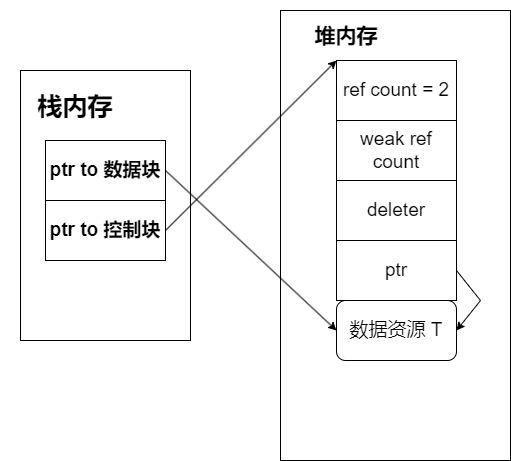 栈内存
ptr to 数据块
ptr to 控制块
堆内存
ref count = 2
weak ref
count
deleter
ptr
数据资源 T